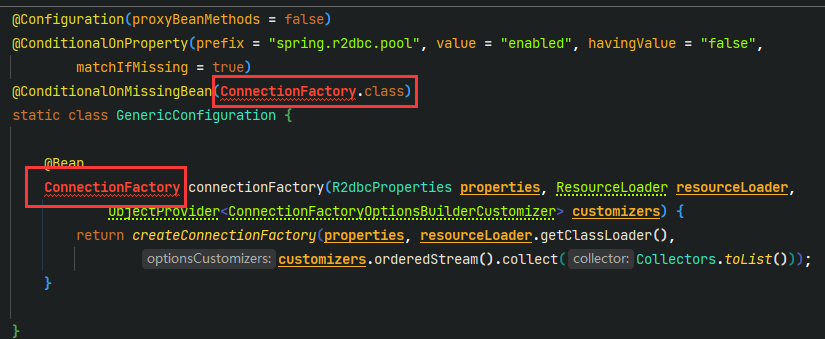 @Configuration(proxyBeanMethods = false)
@ConditionalOnProperty(prefix = "spring.r2dbc.pool", value = "enabled", havingValue = "false",
matchIfMissing = true)
@ConditionalOnMissingBean(ConnectionFactory.class)
static class GenericConfiguration {
@Bean
ConnectionFactory connectionFactory(R2dbcProperties properties, ResourceLoader resourceLoader,
ObjectProvider<ConnectionFactoryOptionsBuilderCustomizer> customizers) {
return createConnectionFactory(properties, resourceLoader.getClassLoader(),
optionsCustomizers: customizers.orderedStream().collect( collector: Collectors.toList()));
}
}